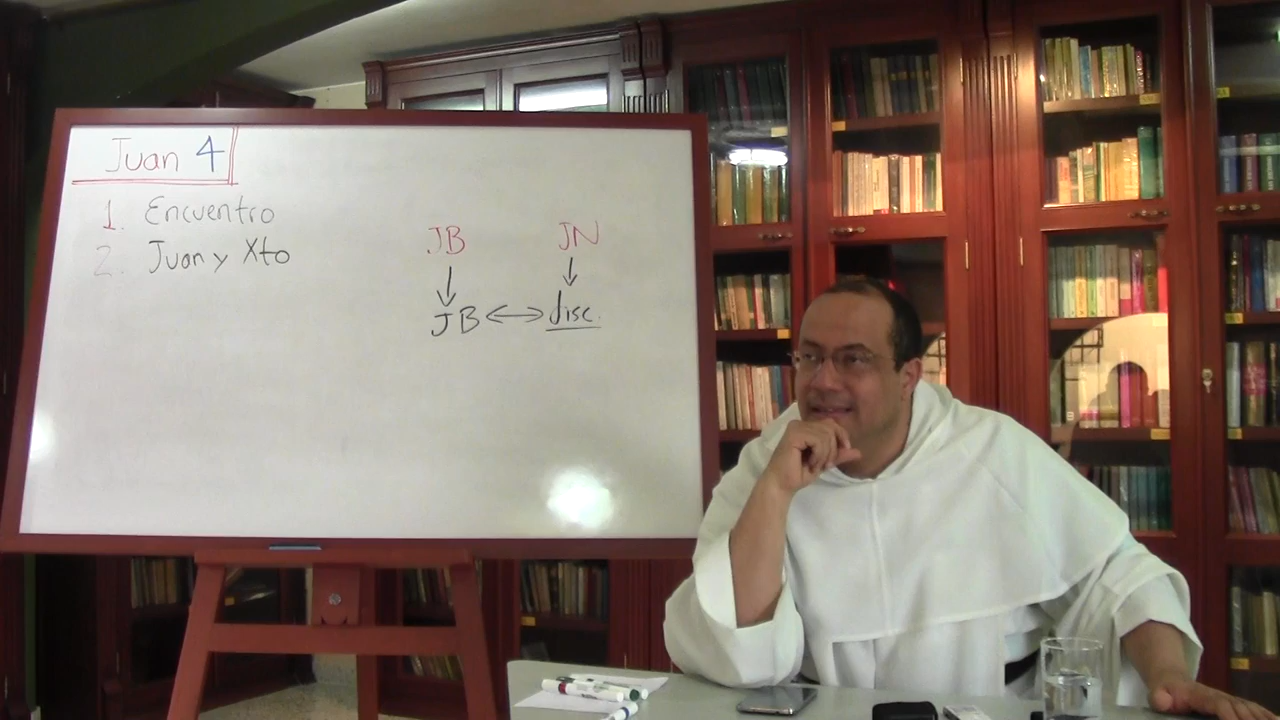 Juan 4
1. Encuentro
2. Juan y Xto
JB JN
↓ ↓
JB ↔ disc.